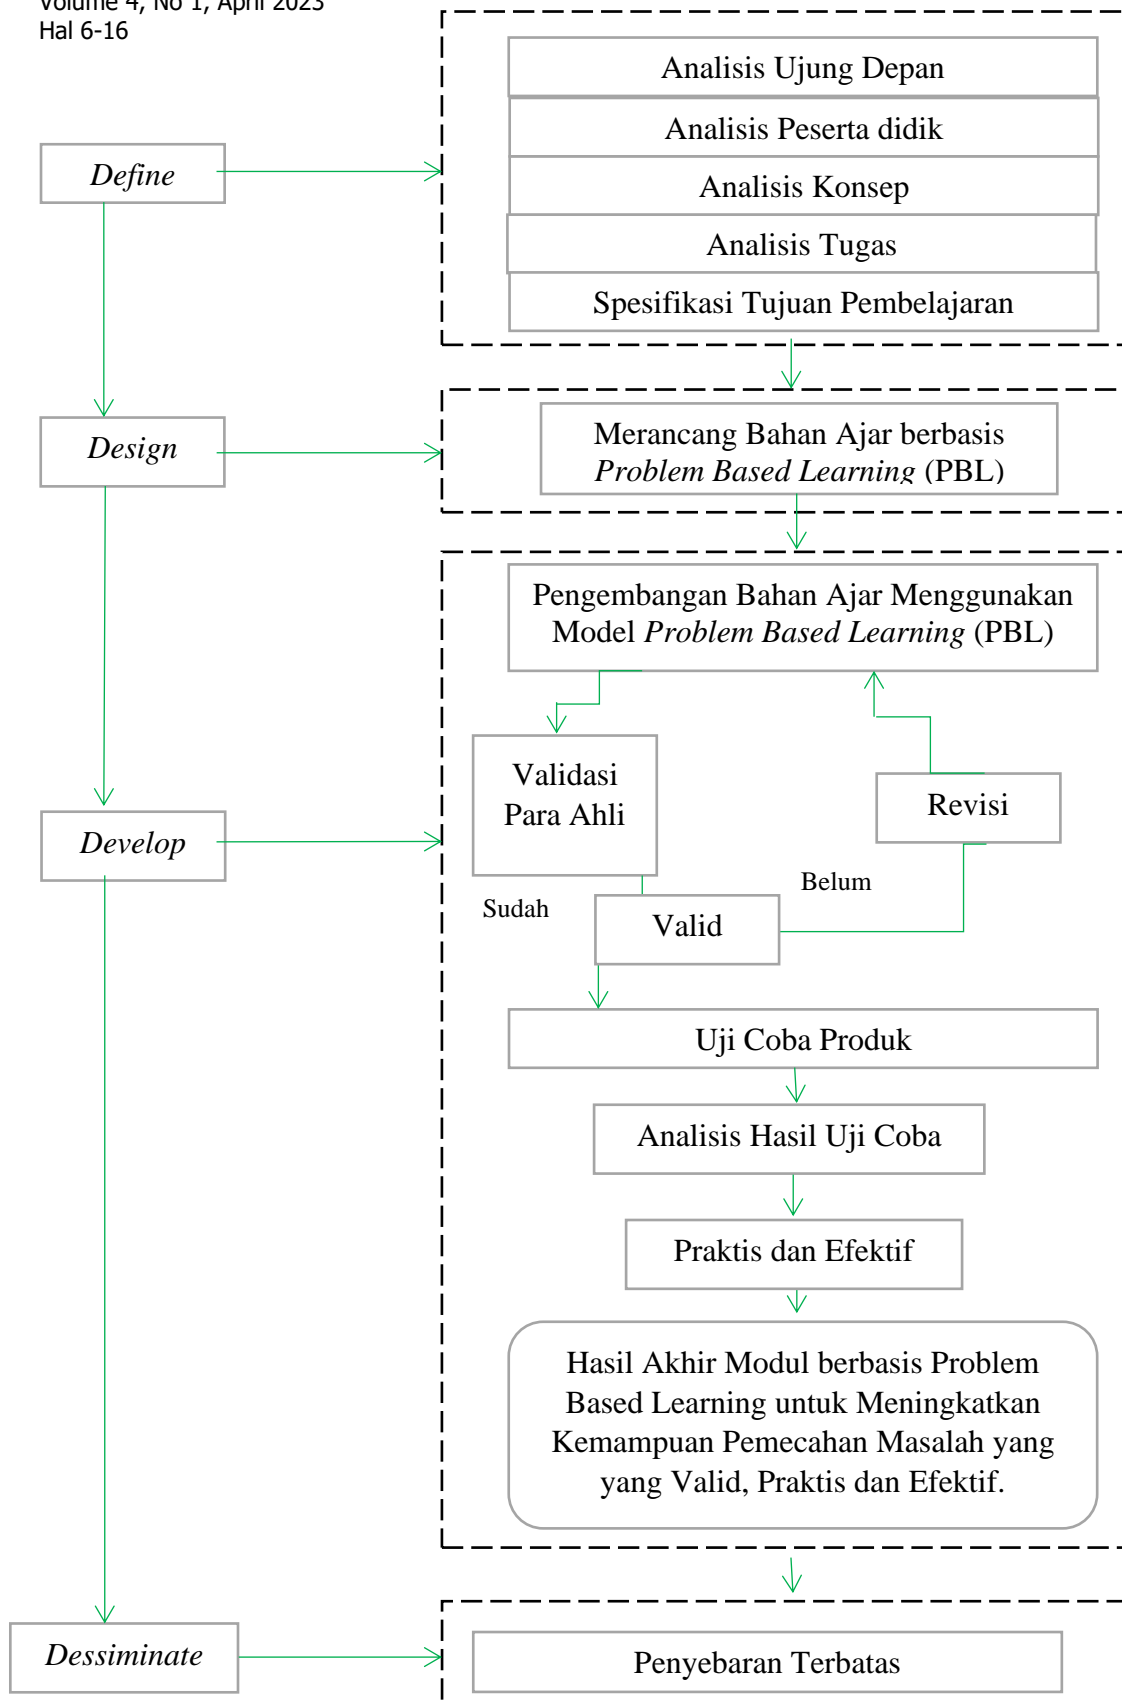 Volume 4, No 1, April 2023
Hal 6-16
Analisis Ujung Depan
Analisis Peserta didik
Define
Analisis Konsep
Analisis Tugas
Spesifikasi Tujuan Pembelajaran
Design
Merancang Bahan Ajar berbasis
Problem Based Learning (PBL)
Pengembangan Bahan Ajar Menggunakan
Model Problem Based Learning (PBL)
Validasi
Para Ahli
Revisi
Develop
Belum
Sudah
Valid
Uji Coba Produk
Analisis Hasil Uji Coba
Praktis dan Efektif
Hasil Akhir Modul berbasis Problem
Based Learning untuk Meningkatkan
Kemampuan Pemecahan Masalah yang
yang Valid, Praktis dan Efektif.
Dessiminate
Penyebaran Terbatas